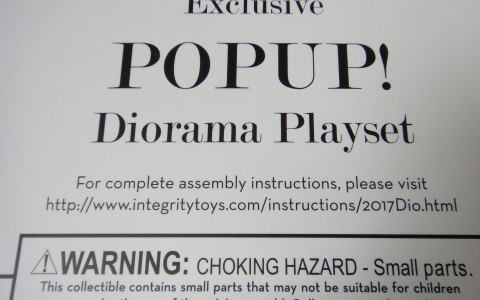 Exclusive
POPUP!
Diorama Playset
For complete assembly instructions, please visit
http://www.integritytoys.com/instructions/2017Dio.html
⚠WARNING: CHOKING HAZARD - Small parts.
This collectible contains small parts that may not be suitable for children